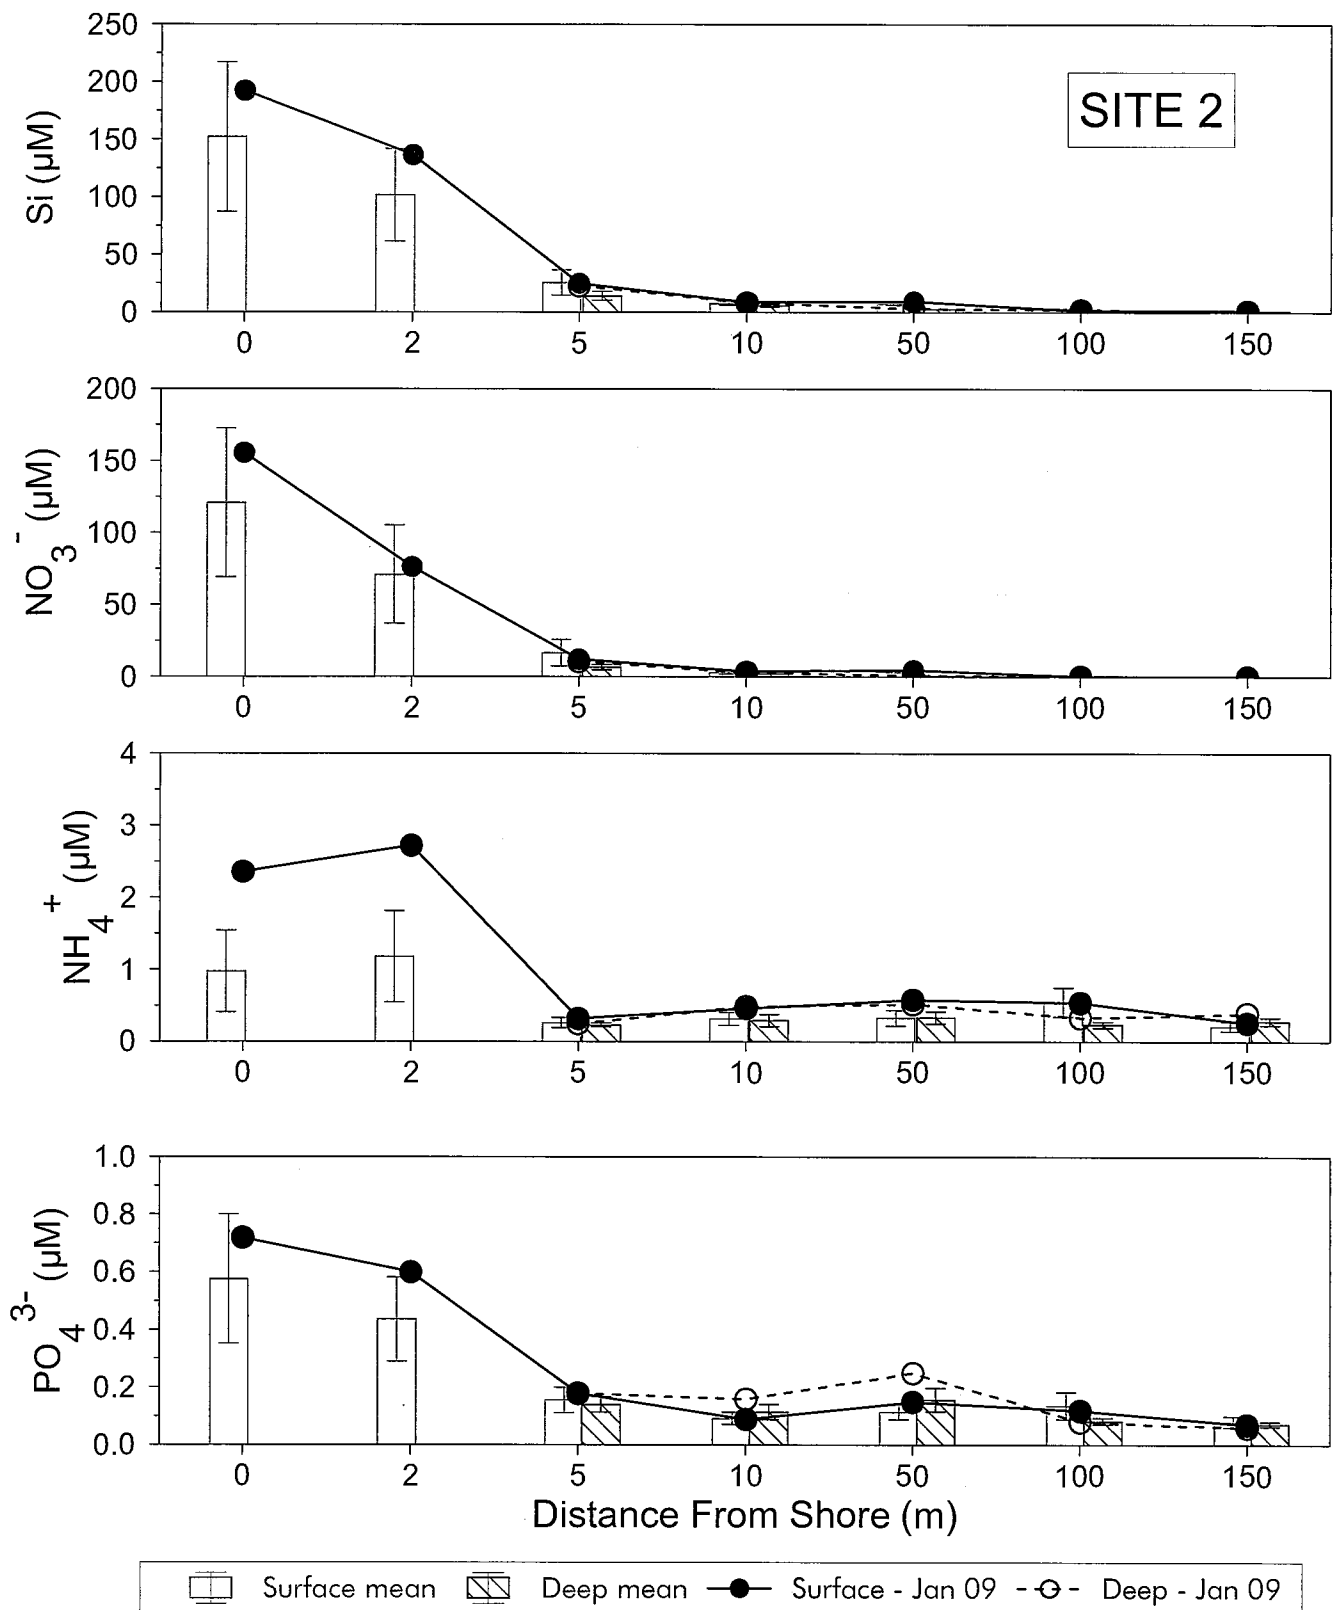 SITE 2
Si (µM)
250
200
150
100
50
0
0 2 5 10 50 100 150
NO3- (µM)
200
150
100
50
0
0 2 5 10 50 100 150
NH4+ (µM)
4
3
2
1
0
0 2 5 10 50 100 150
PO43- (µM)
1.0
0.8
0.6
0.4
0.2
0.0
0 2 5 10 50 100 150
Distance From Shore (m)
Surface mean Deep mean Surface - Jan 09 Deep - Jan 09